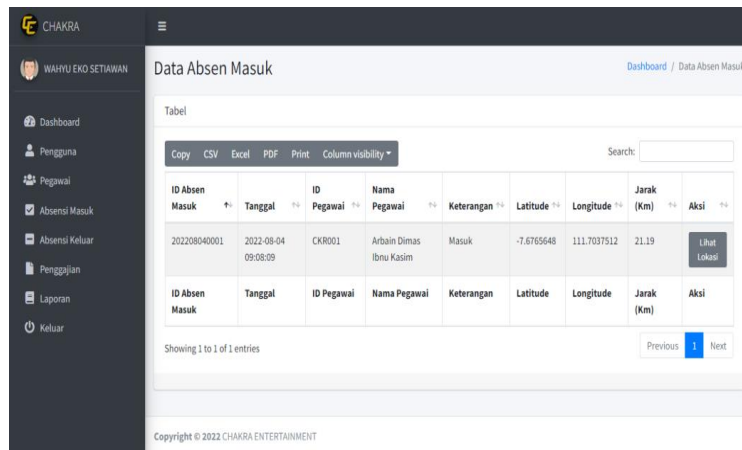 CHAKRA
WAHYU EKO SETIAWAN
Dashboard
Pengguna
Pegawai
Absensi Masuk
Absensi Keluar
Penggajian
Laporan
Keluar
Data Absen Masuk
Dashboard / Data Absen Masuk
Tabel
Copy CSV Excel PDF Print Column visibility
Search:
ID Absen Masuk Tanggal ID Pegawai Nama Pegawai Keterangan Latitude Longitude Jarak (Km) Aksi
202208040001 2022-08-04 09:08:09 CKR001 Arbain Dimas Ibnu Kasim Masuk -7.6765648 111.7037512 21.19 Lihat Lokasi
ID Absen Masuk Tanggal ID Pegawai Nama Pegawai Keterangan Latitude Longitude Jarak (Km) Aksi
Showing 1 to 1 of 1 entries
Previous 1 Next
Copyright © 2022 CHAKRA ENTERTAINMENT